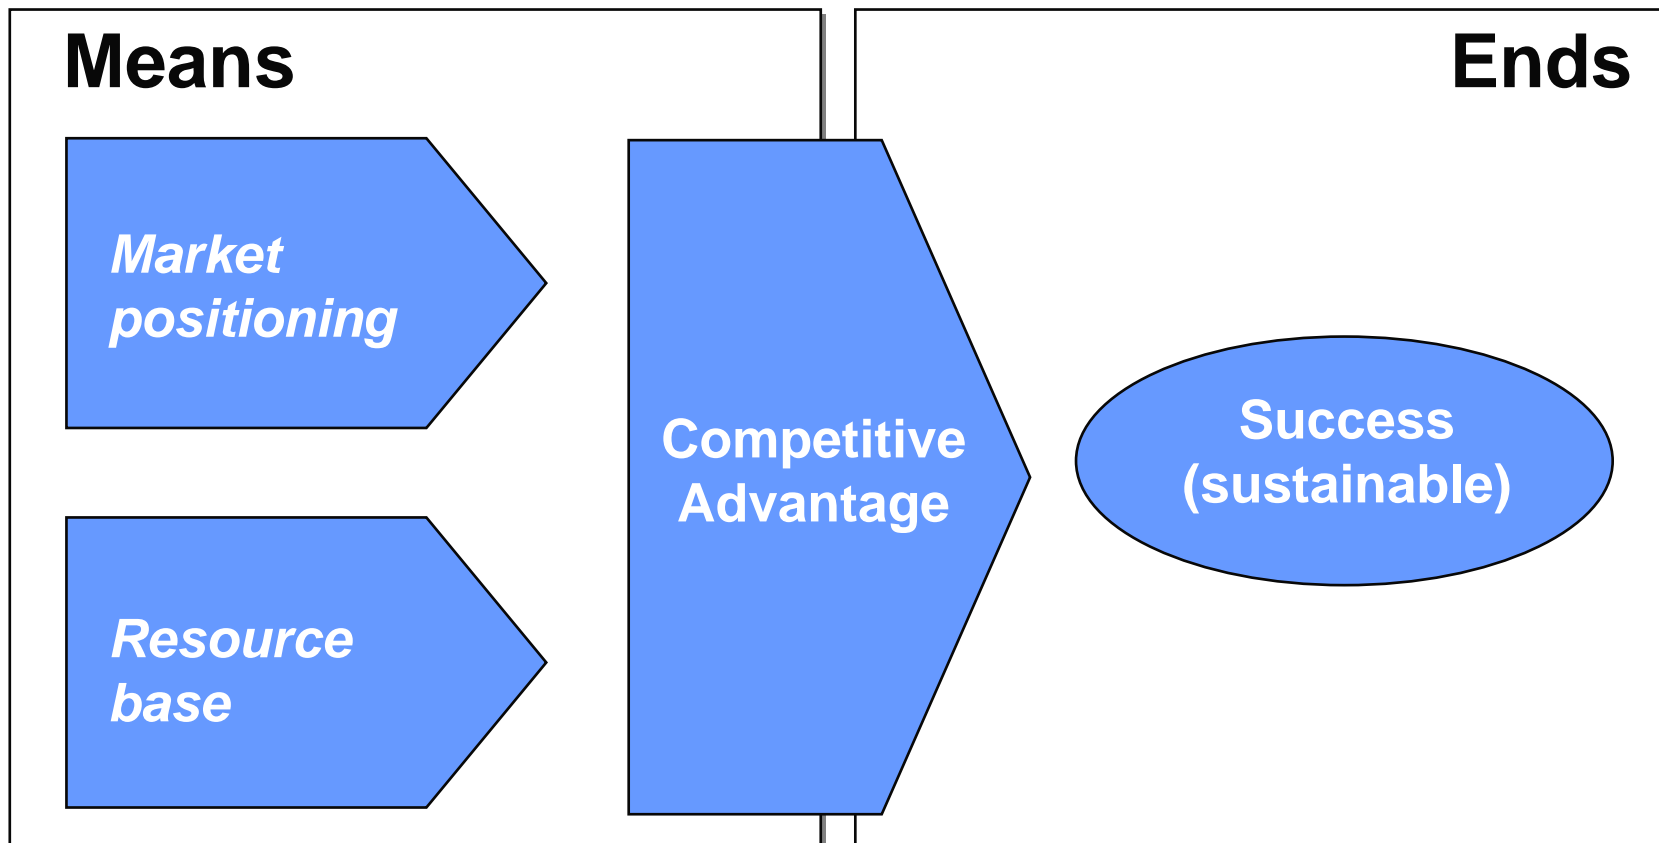 Means
Ends
Market
positioning
Competitive
Advantage
Success
(sustainable)
Resource
base